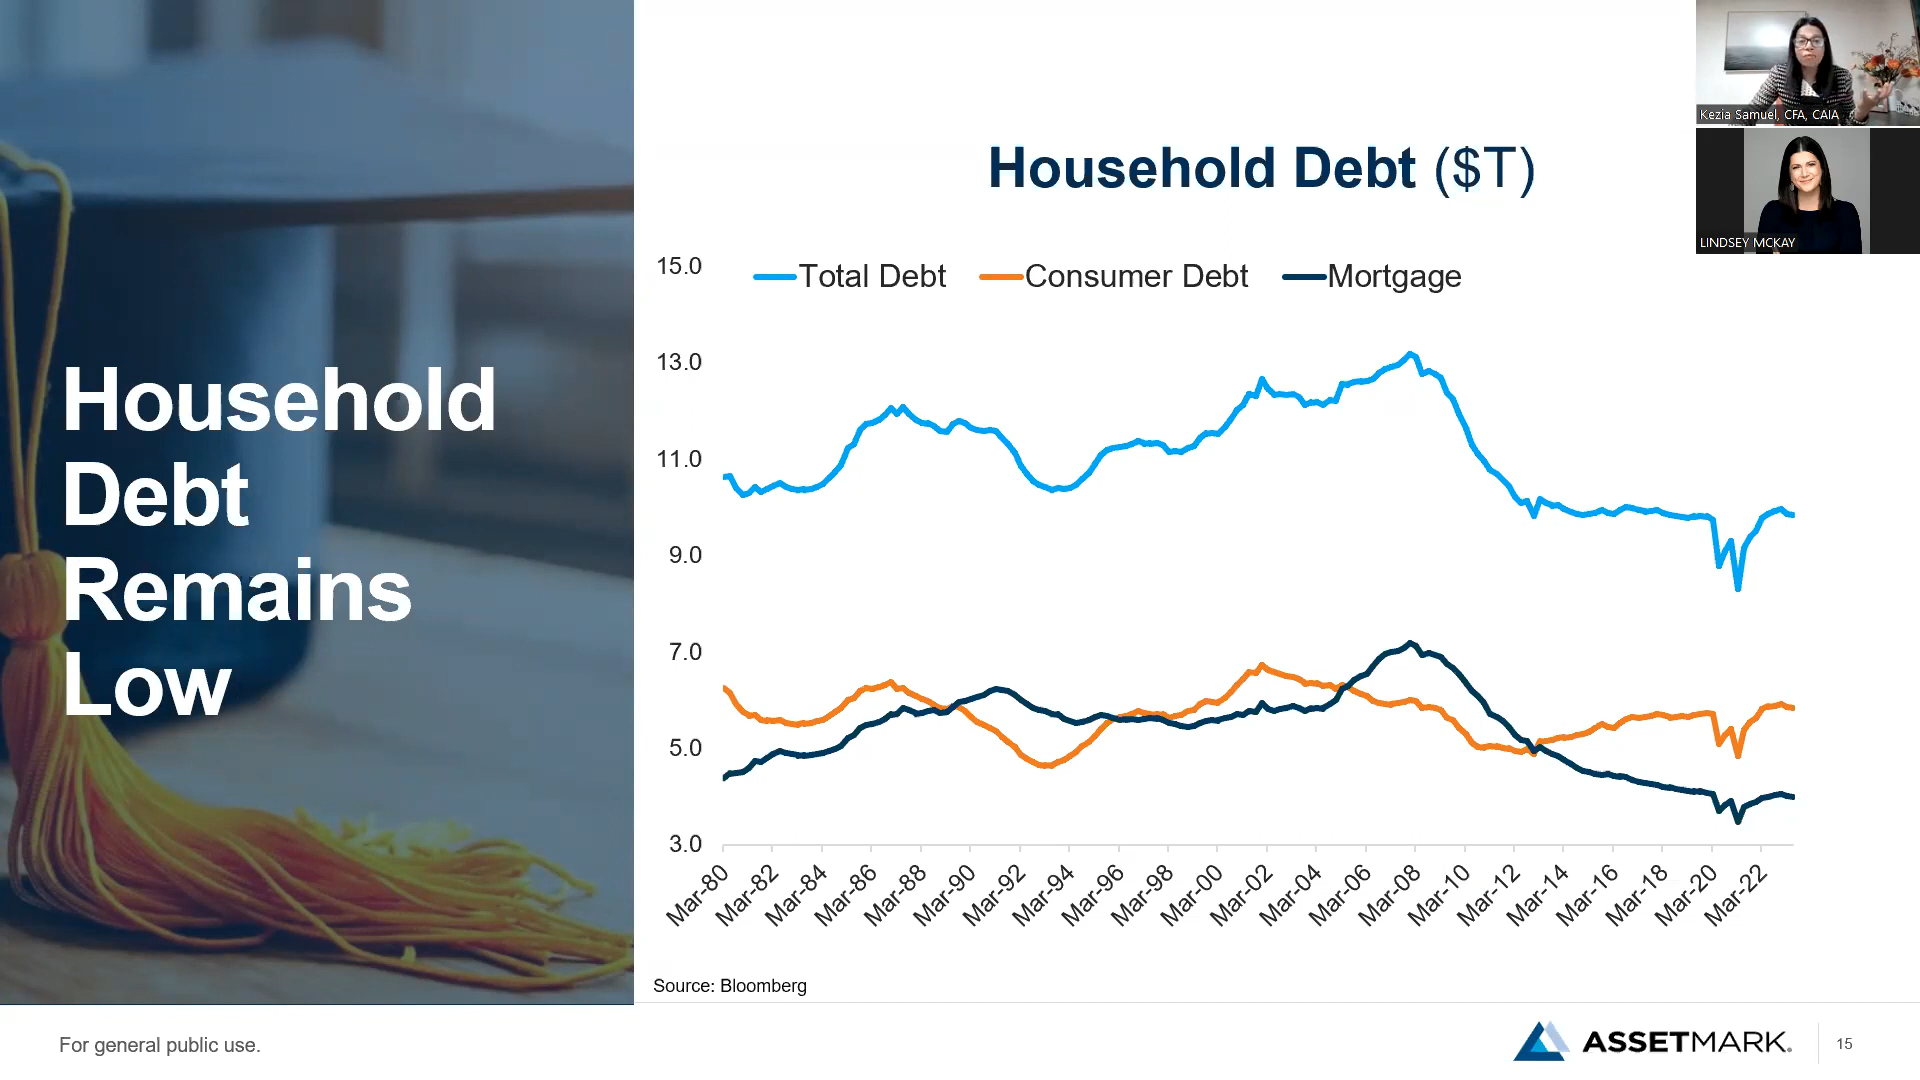 Household
Debt
Remains
Low
Household Debt ($T)
Total Debt Consumer Debt Mortgage
15.0
13.0
11.0
9.0
7.0
5.0
3.0
Mar-80 Mar-82 Mar-84 Mar-86 Mar-88 Mar-90 Mar-92 Mar-94 Mar-96 Mar-98 Mar-00 Mar-02 Mar-04 Mar-06 Mar-08 Mar-10 Mar-12 Mar-14 Mar-16 Mar-18 Mar-20 Mar-22
Source: Bloomberg
Kezia Samuel, CFA, CAIA
LINDSEY MCKAY
For general public use.
ASSETMARK.
15